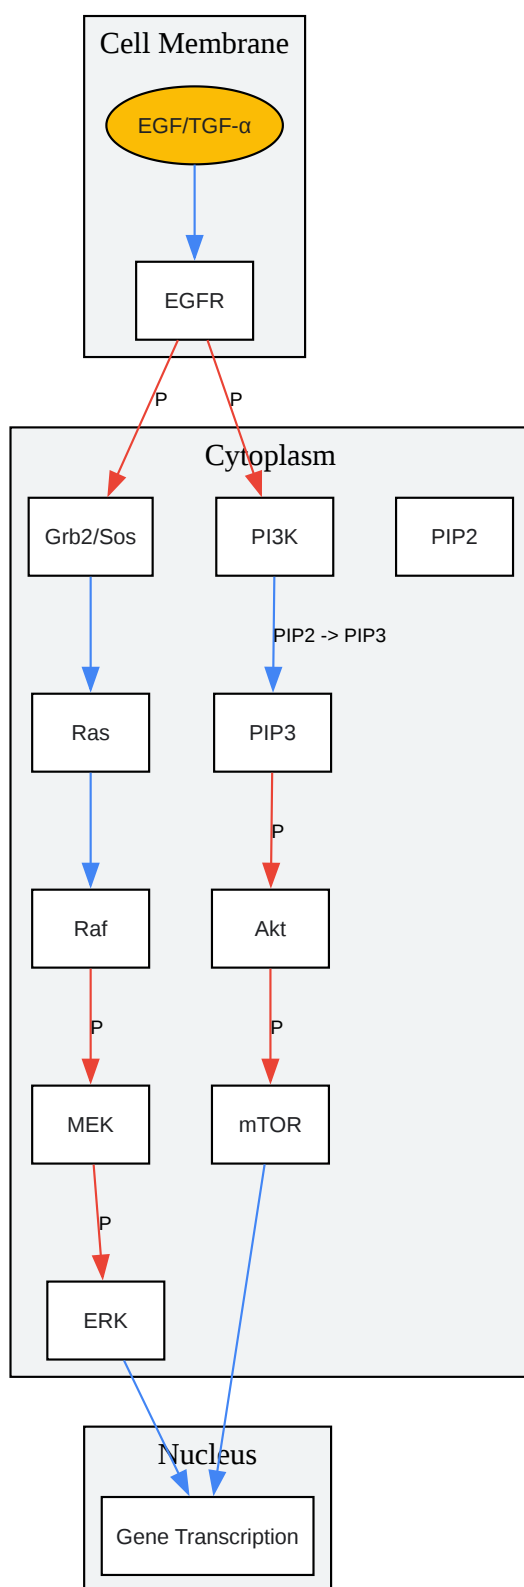 Cell Membrane
EGF/TGF-α
EGFR
P
P
Cytoplasm
Grb2/Sos
PI3K
PIP2
PIP2 -> PIP3
Ras
PIP3
P
Raf
Akt
P
P
MEK
mTOR
P
ERK
Nucleus
Gene Transcription